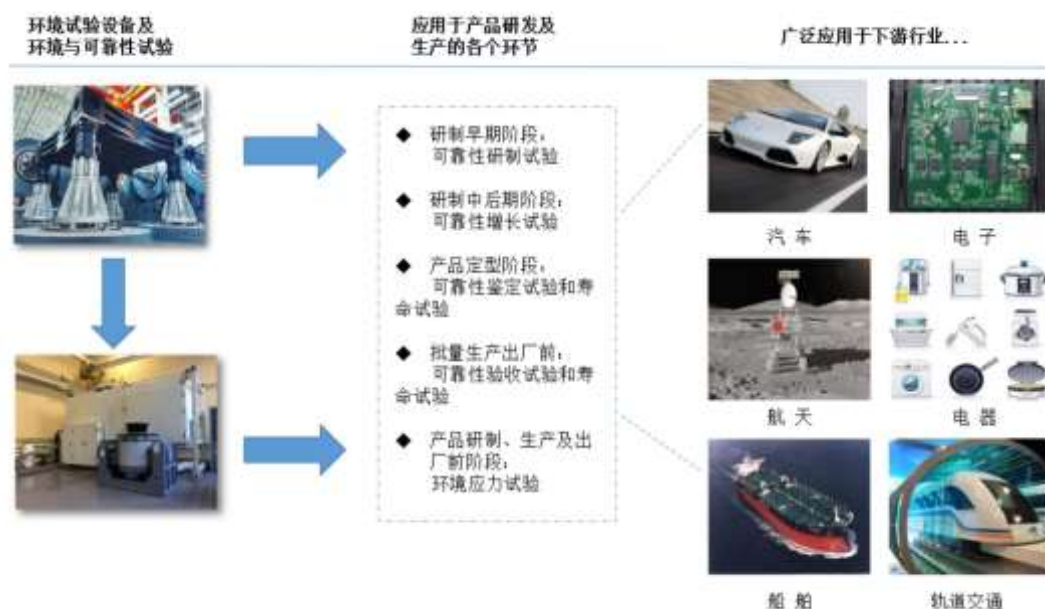 环境试验设备及
环境与可靠性试验
应用于产品研发及
生产的各个环节
广泛应用于下游行业...
◆ 研制早期阶段:
可靠性研制试验
◆ 研制中后期阶段:
可靠性增长试验
◆ 产品定型阶段:
可靠性鉴定试验和寿
命试验
◆ 批量生产出厂前:
可靠性验收试验和寿
命试验
◆ 产品研制、生产及出
厂前阶段:
环境应力试验
汽 车
电 子
航 天
电 器
船 舶
轨道交通